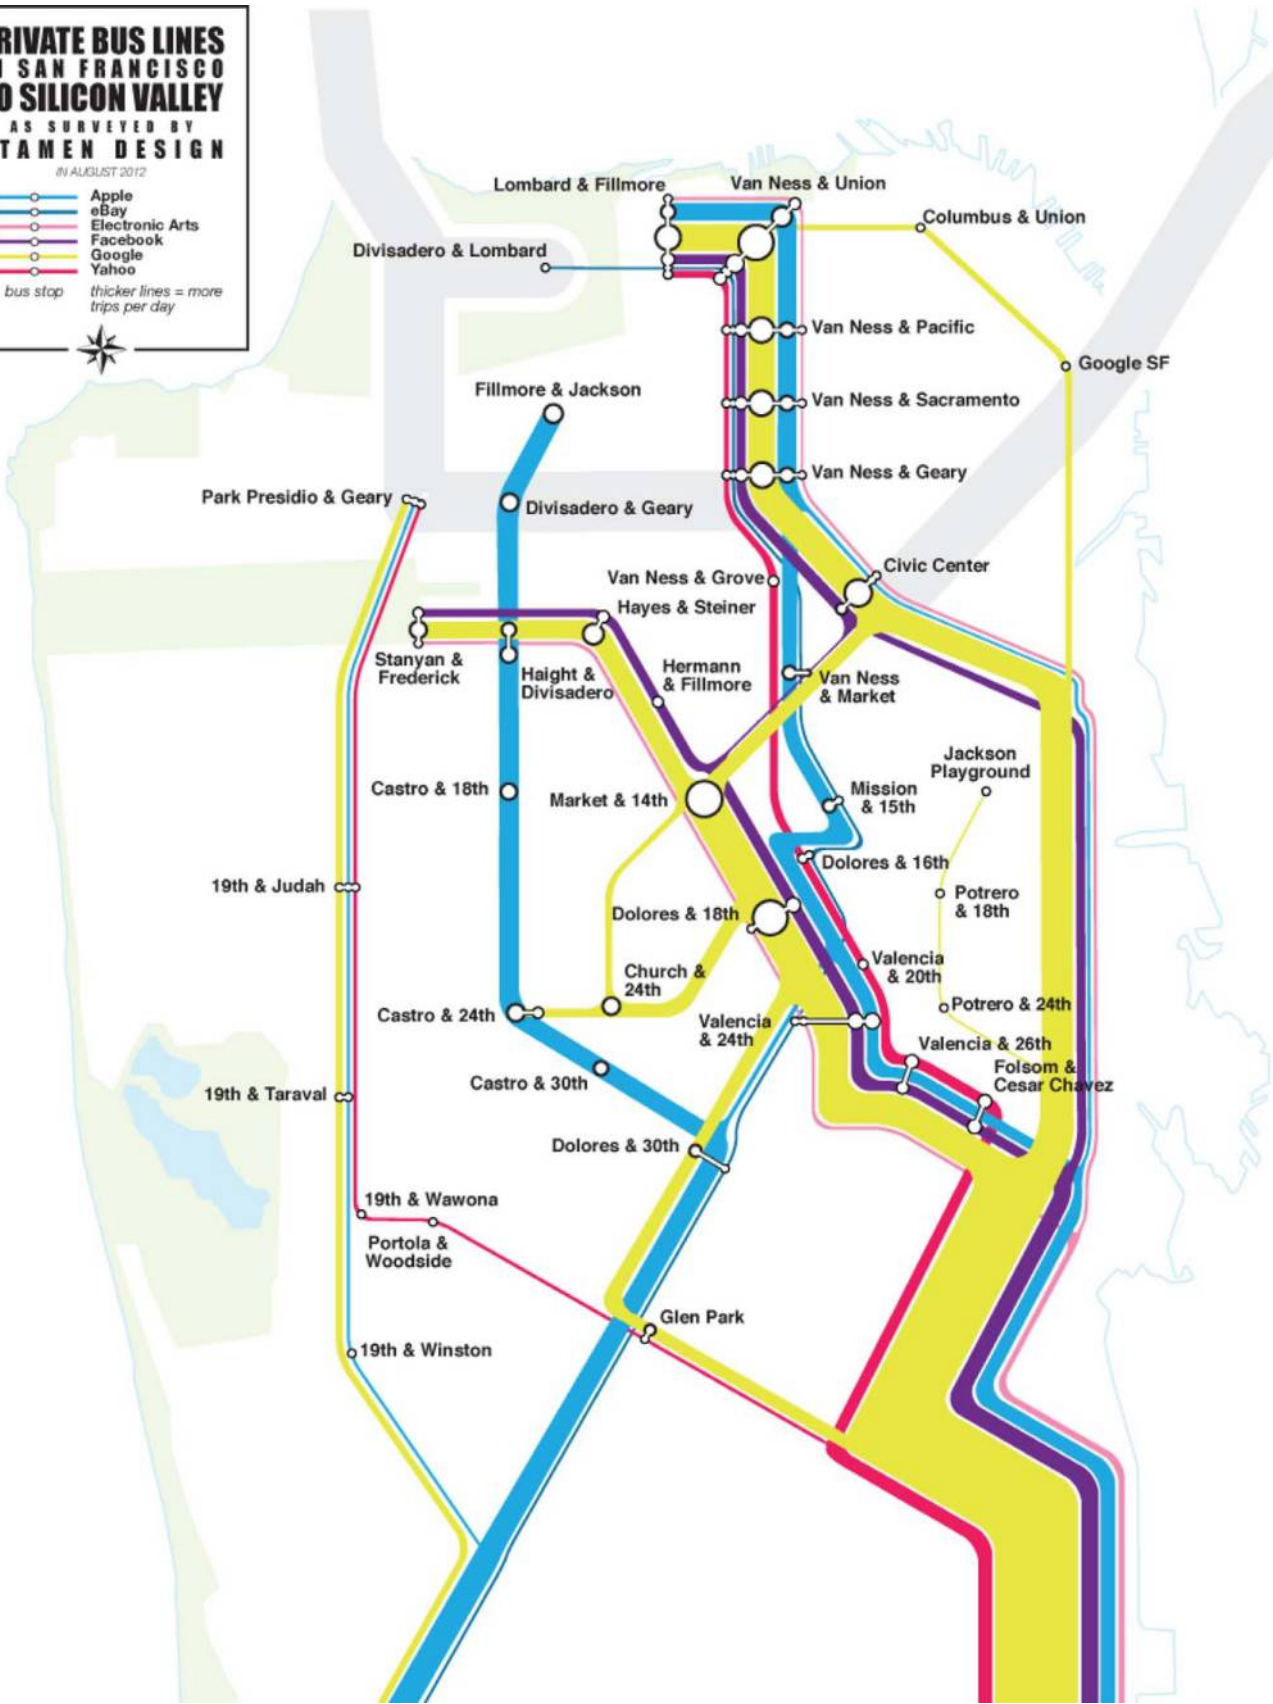 RIVATE BUS LINES
SAN FRANCISCO
O SILICON VALLEY
AS SURVEYED BY
TAMEN DESIGN
IN AUGUST 2012
Apple
eBay
Electronic Arts
Facebook
Google
Yahoo
bus stop
thicker lines = more
trips per day
Lombard & Fillmore
Van Ness & Union
Columbus & Union
Divisadero & Lombard
Van Ness & Pacific
Google SF
Fillmore & Jackson
Van Ness & Sacramento
Van Ness & Geary
Park Presidio & Geary
Divisadero & Geary
Civic Center
Van Ness & Grove
Hayes & Steiner
Stanyan &
Frederick
Haight &
Divisadero
Hermann
& Fillmore
Van Ness
& Market
Jackson
Playground
Castro & 18th
Market & 14th
Mission
& 15th
Dolores & 16th
19th & Judah
Potrero
& 18th
Dolores & 18th
Valencia
& 20th
Church &
24th
Castro & 24th
Potrero & 24th
Valencia
& 24th
Valencia & 26th
Castro & 30th
Folsom &
Cesar Chavez
19th & Taraval
Dolores & 30th
19th & Wawona
Portola &
Woodside
Glen Park
19th & Winston